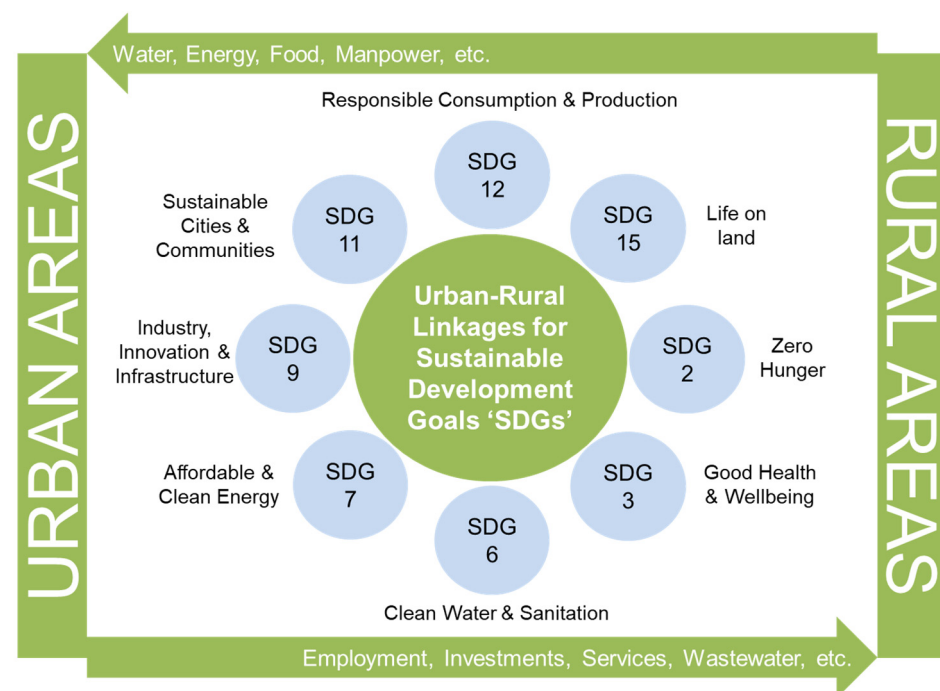 Water, Energy, Food, Manpower, etc.
URBAN AREAS
RURAL AREAS
Responsible Consumption & Production
SDG
12
Sustainable
Cities &
Communities
SDG
11
SDG
15
Life on
land
Industry,
Innovation &
Infrastructure
SDG
9
Urban-Rural
Linkages for
Sustainable
Development
Goals ‘SDGs’
SDG
2
Zero
Hunger
Affordable &
Clean Energy
SDG
7
SDG
3
Good Health
& Wellbeing
SDG
6
Clean Water & Sanitation
Employment, Investments, Services, Wastewater, etc.